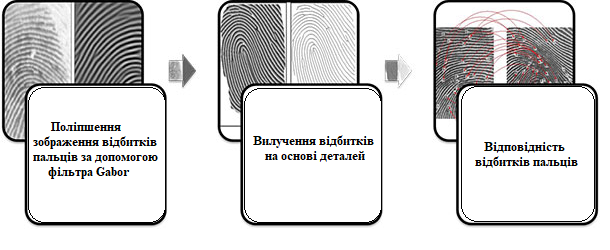 Поліпшення
зображення відбитків
пальців за допомогою
фільтра Gabor
Вилучення відбитків
на основі деталей
Відповідність
відбитків пальців